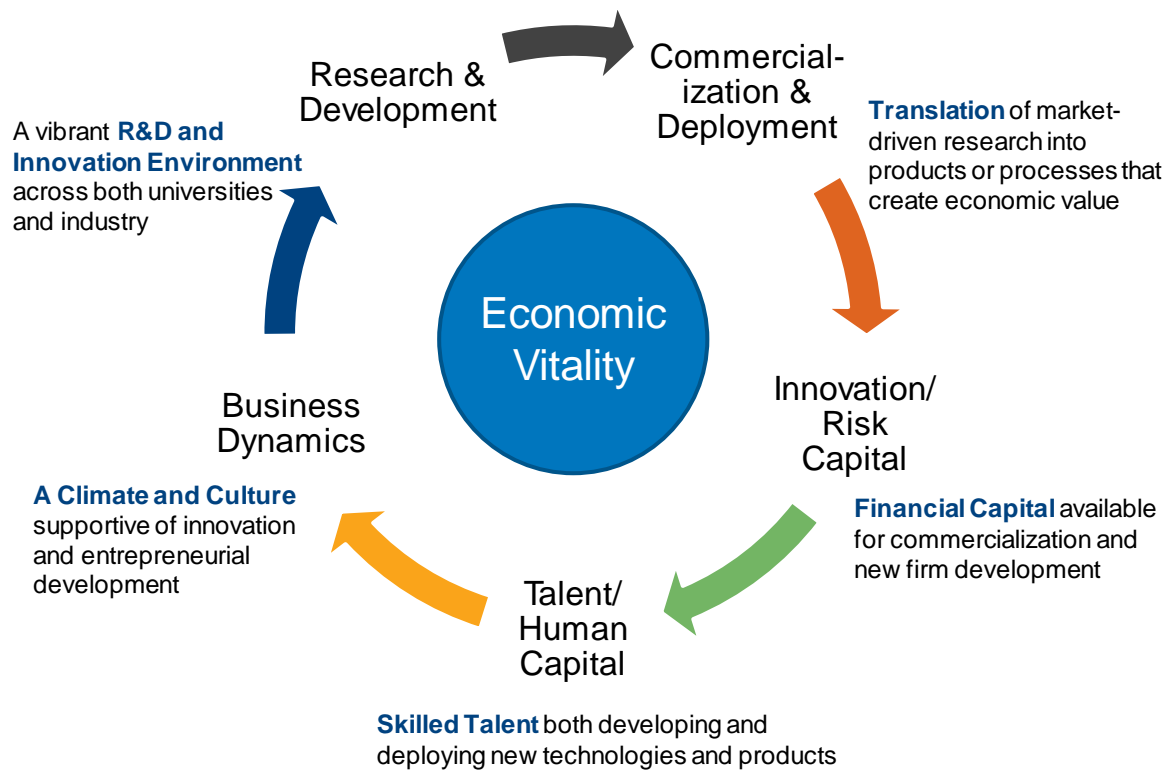 Research &
Development
Commercial-
ization &
Deployment
A vibrant R&D and
Innovation Environment
across both universities
and industry
Translation of market-
driven research into
products or processes that
create economic value
Economic
Vitality
Innovation/
Risk
Capital
Financial Capital available
for commercialization and
new firm development
Talent/
Human
Capital
Skilled Talent both developing and
deploying new technologies and products
Business
Dynamics
A Climate and Culture
supportive of innovation
and entrepreneurial
development